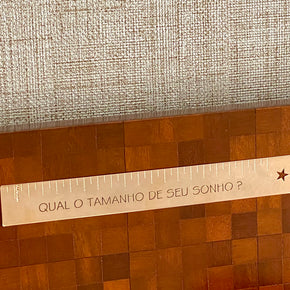 QUAL O TAMANHO DE SEU SONHO ?